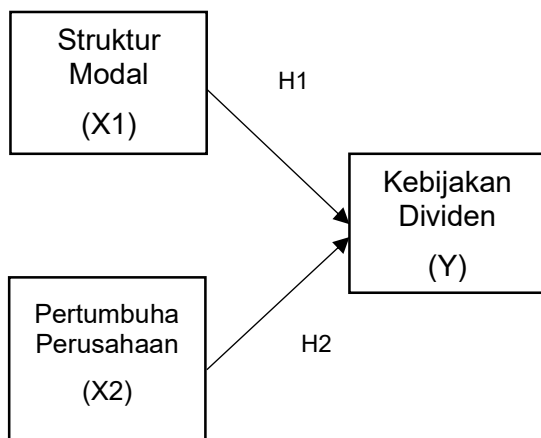 Struktur
Modal
(X1)
H1
Kebijakan
Dividen
(Y)
Pertumbuha
Perusahaan
(X2)
H2